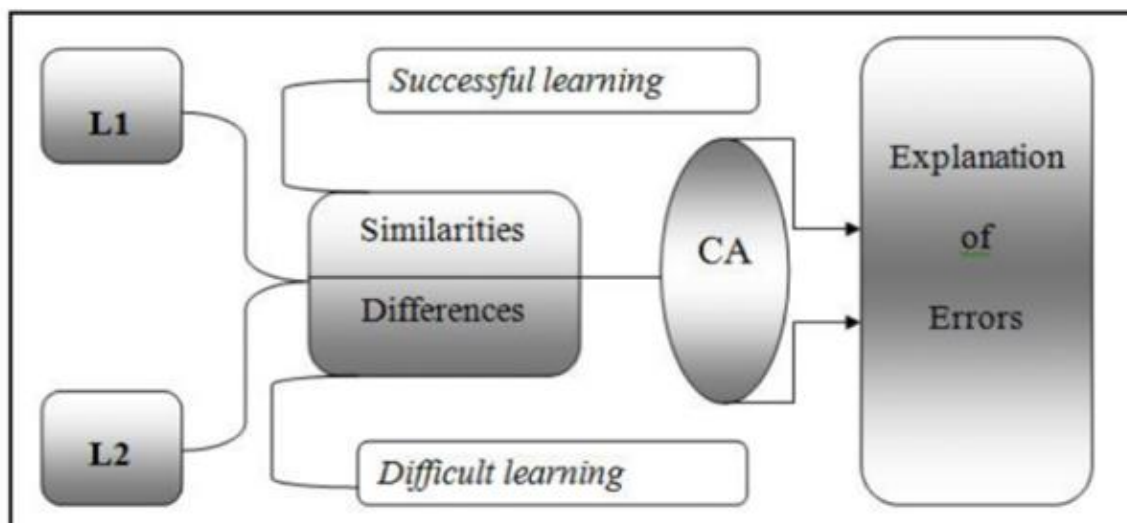 L1
Successful learning
Similarities
Differences
CA
Explanation
of
Errors
L2
Difficult learning